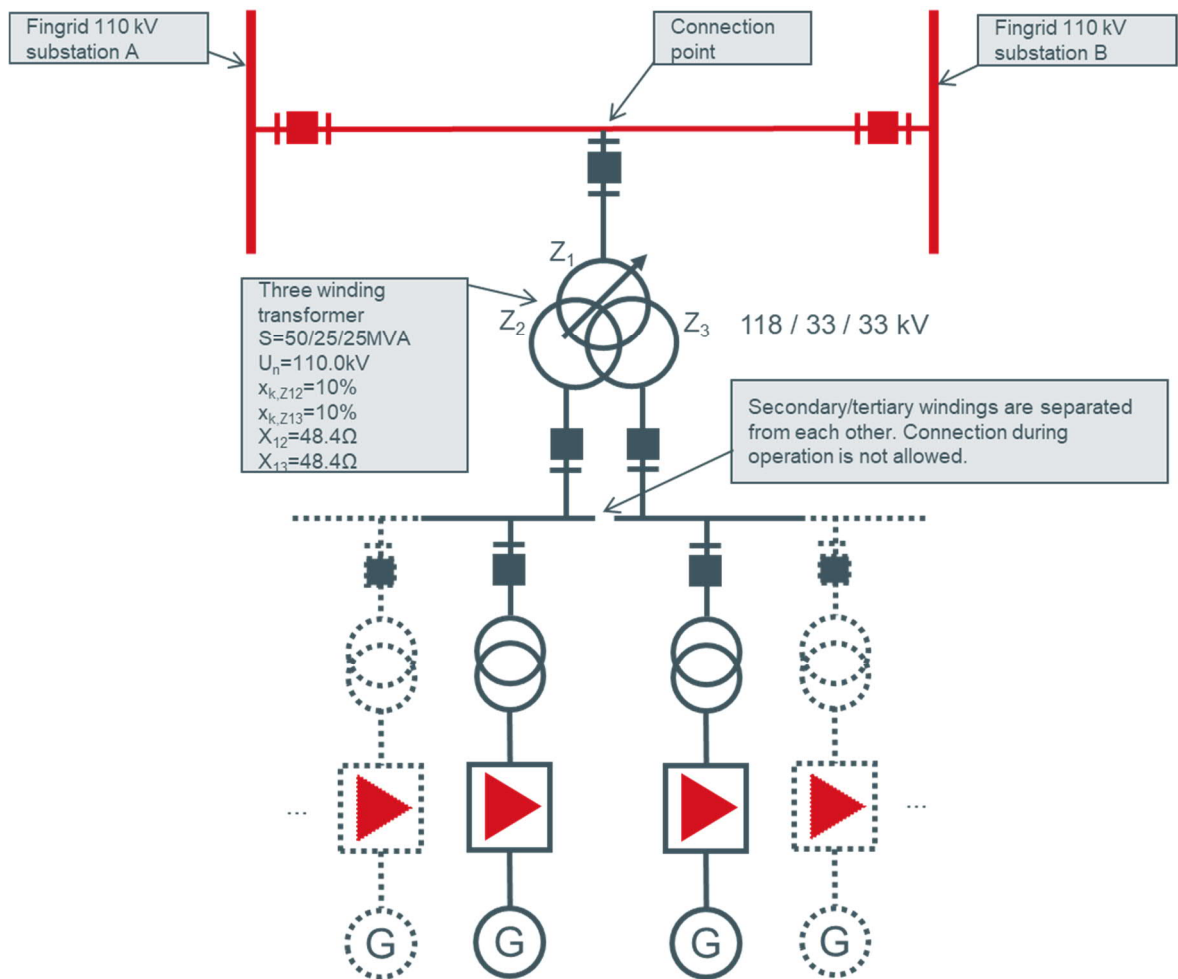 Fingrid 110 kV
substation A
Connection
point
Fingrid 110 kV
substation B
Z₁
Three winding
transformer
S=50/25/25MVA
Uₙ=110.0kV
xₖ,Z12=10%
xₖ,Z13=10%
X₁₂=48.4Ω
X₁₃=48.4Ω
Z₂
Z₃
118 / 33 / 33 kV
Secondary/tertiary windings are separated
from each other. Connection during
operation is not allowed.
...
...
G
G
G
G